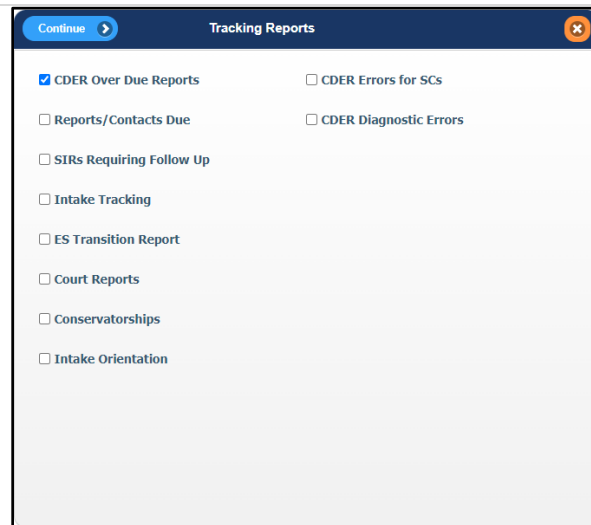 Continue
Tracking Reports
CDER Over Due Reports
CDER Errors for SCs
Reports/Contacts Due
CDER Diagnostic Errors
SIRs Requiring Follow Up
Intake Tracking
ES Transition Report
Court Reports
Conservatorships
Intake Orientation